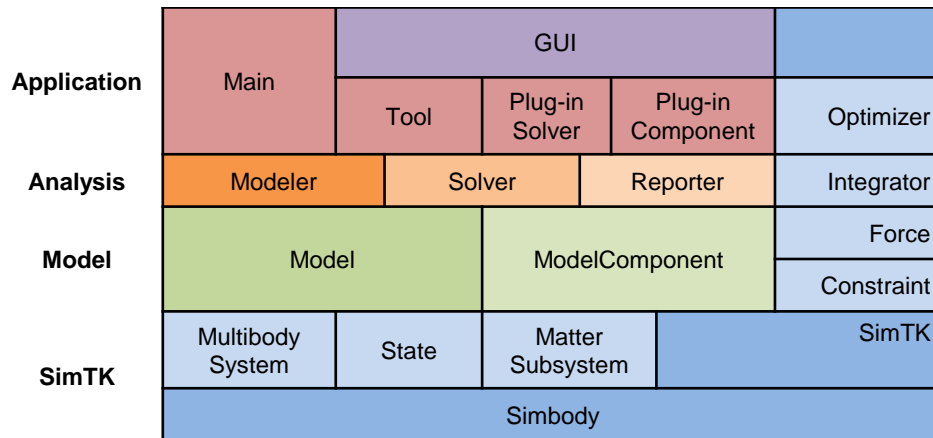 GUI
Application
Main
Tool
Plug-in
Solver
Plug-in
Component
Optimizer
Analysis
Modeler
Solver
Reporter
Integrator
Model
Model
ModelComponent
Force
Constraint
SimTK
Multibody
System
State
Matter
Subsystem
SimTK
Simbody